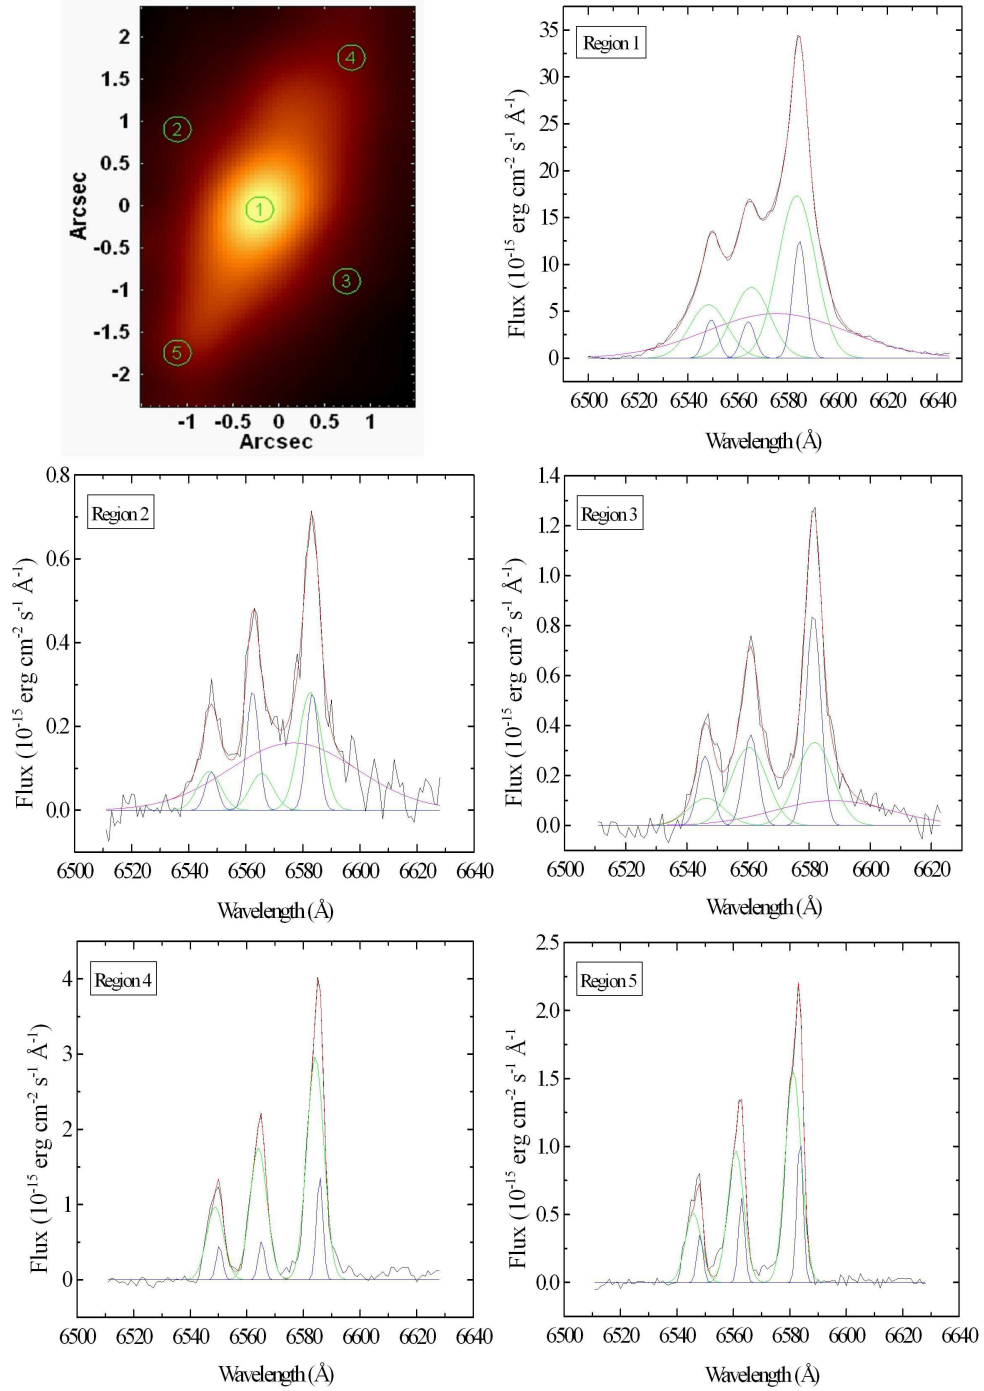 2
1.5
1
0.5
0
-0.5
-1
-1.5
-2
Arcsec
-1 -0.5 0 0.5 1
Arcsec
1
2
3
4
5
Region 1
35
30
25
20
15
10
5
0
Flux (10⁻¹⁵ erg cm⁻² s⁻¹ Å⁻¹)
6500 6520 6540 6560 6580 6600 6620 6640
Wavelength (Å)
Region 2
0.8
0.6
0.4
0.2
0.0
Flux (10⁻¹⁵ erg cm⁻² s⁻¹ Å⁻¹)
6500 6520 6540 6560 6580 6600 6620 6640
Wavelength (Å)
Region 3
1.4
1.2
1.0
0.8
0.6
0.4
0.2
0.0
Flux (10⁻¹⁵ erg cm⁻² s⁻¹ Å⁻¹)
6500 6520 6540 6560 6580 6600 6620
Wavelength (Å)
Region 4
4
3
2
1
0
Flux (10⁻¹⁵ erg cm⁻² s⁻¹ Å⁻¹)
6500 6520 6540 6560 6580 6600 6620 6640
Wavelength (Å)
Region 5
2.5
2.0
1.5
1.0
0.5
0.0
Flux (10⁻¹⁵ erg cm⁻² s⁻¹ Å⁻¹)
6500 6520 6540 6560 6580 6600 6620 6640
Wavelength (Å)